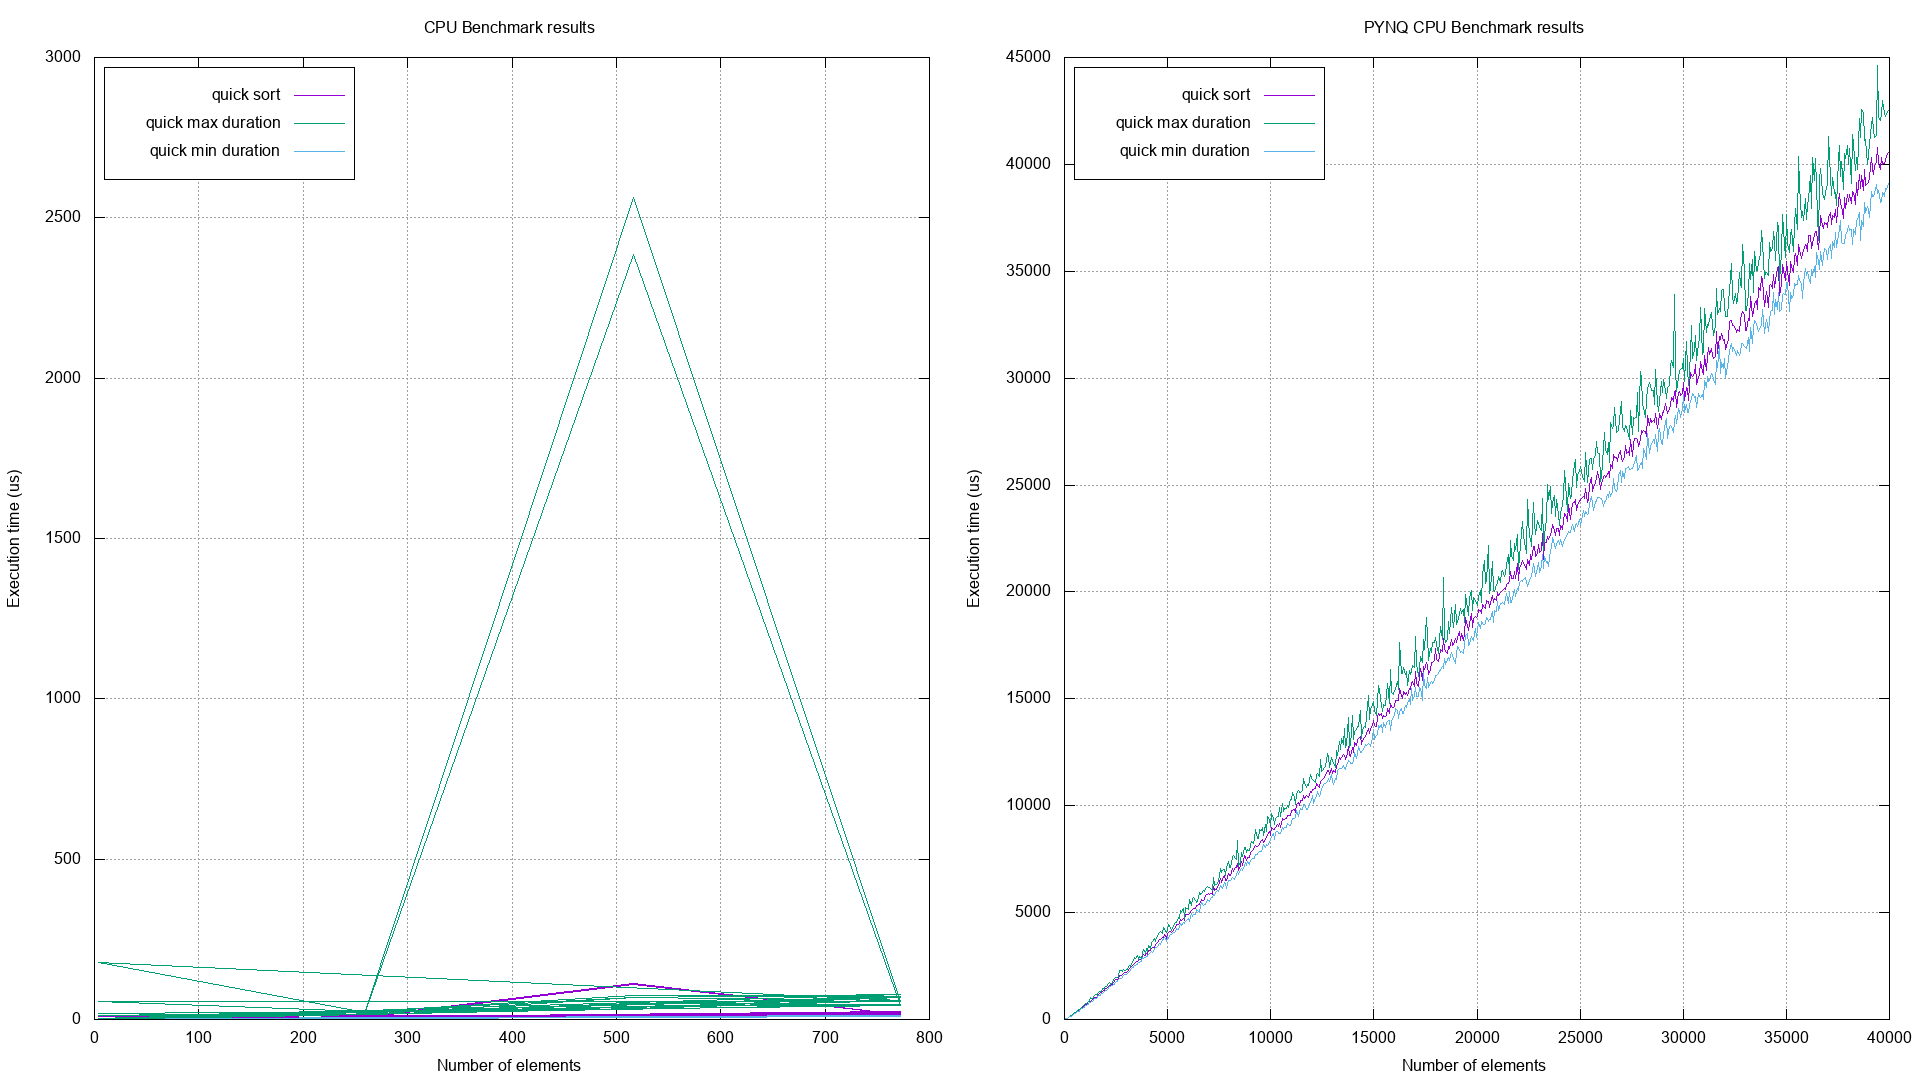 CPU Benchmark results
3000
2500
2000
1500
1000
500
0
Execution time (us)
quick sort
quick max duration
quick min duration
0 100 200 300 400 500 600 700 800
Number of elements
PYNQ CPU Benchmark results
45000
40000
35000
30000
25000
20000
15000
10000
5000
0
Execution time (us)
quick sort
quick max duration
quick min duration
0 5000 10000 15000 20000 25000 30000 35000 40000
Number of elements